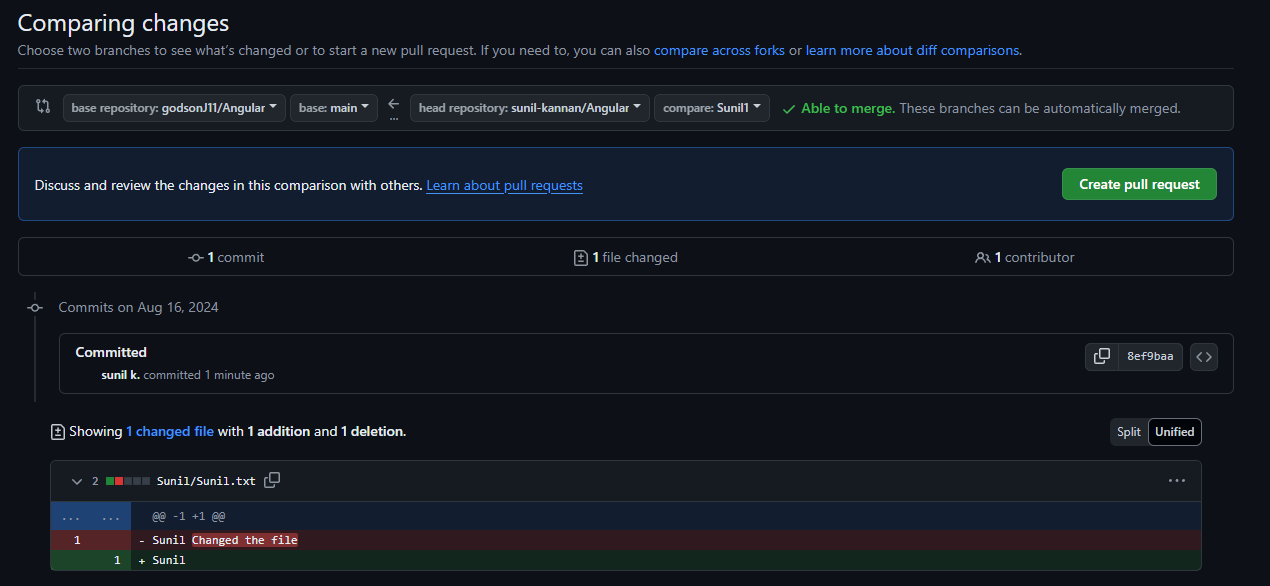 Comparing changes
Choose two branches to see what's changed or to start a new pull request. If you need to, you can also compare across forks or learn more about diff comparisons.
base repository: godsonJ11/Angular base: main ... head repository: sunil-kannan/Angular compare: Sunil1 Able to merge. These branches can be automatically merged.
Discuss and review the changes in this comparison with others. Learn about pull requests Create pull request
1 commit 1 file changed 1 contributor
Commits on Aug 16, 2024
Committed
8ef9baa
sunil k. committed 1 minute ago
Showing 1 changed file with 1 addition and 1 deletion. Split Unified
2 Sunil/Sunil.txt ...
... ... @@ -1 +1 @@
1 - Sunil Changed the file
1 + Sunil